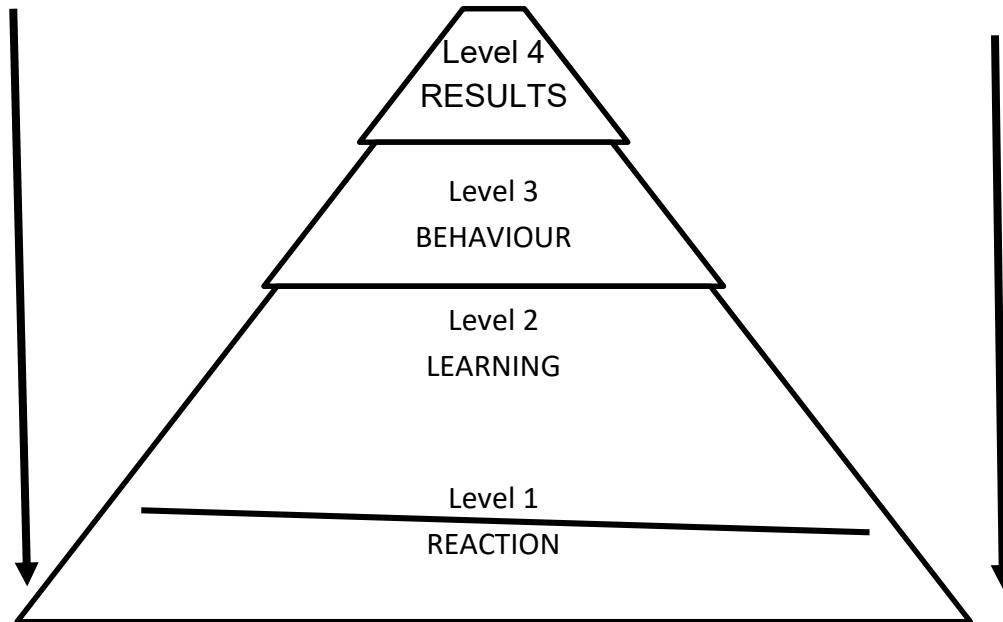 Level 4
RESULTS
Level 3
BEHAVIOUR
Level 2
LEARNING
Level 1
REACTION